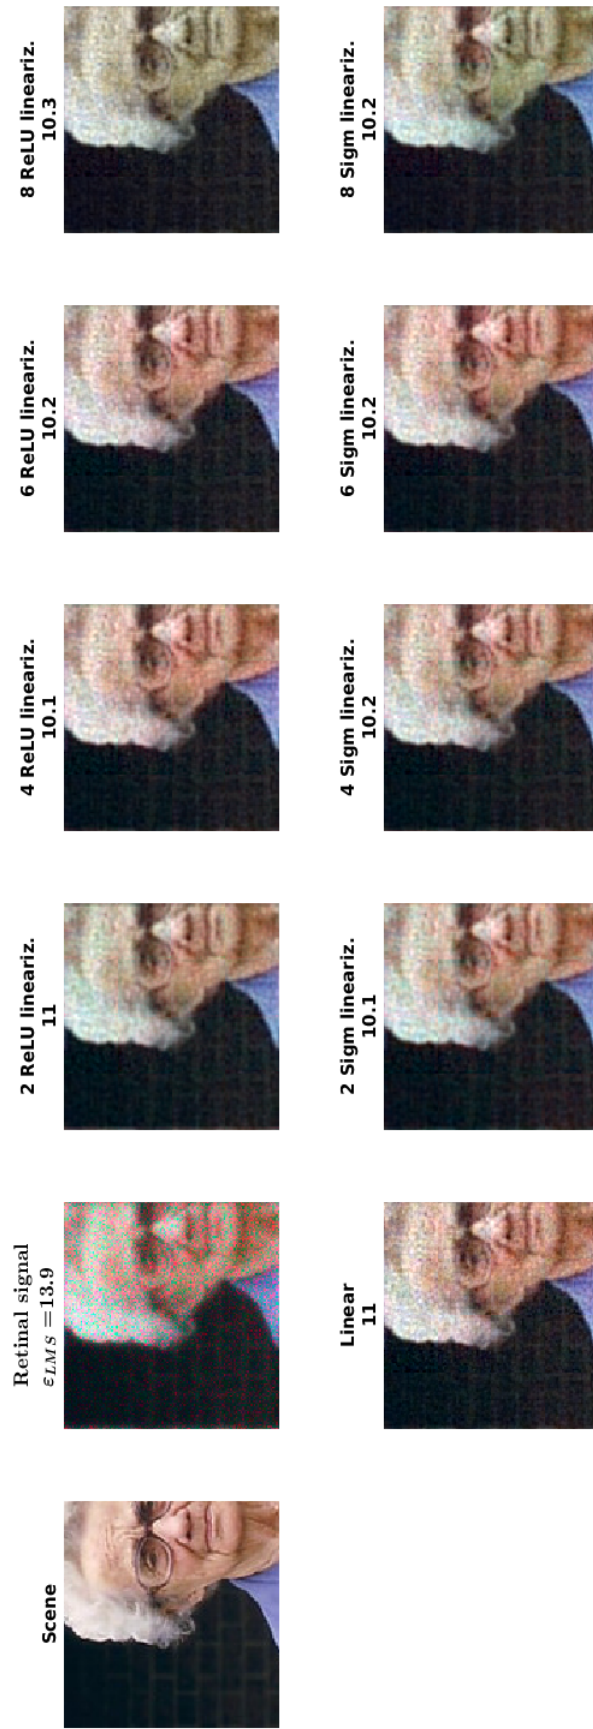 Scene
Retinal signal
ε_LMS =13.9
2 ReLU lineariz.
11
4 ReLU lineariz.
10.1
6 ReLU lineariz.
10.2
8 ReLU lineariz.
10.3
Linear
11
2 Sigm lineariz.
10.1
4 Sigm lineariz.
10.2
6 Sigm lineariz.
10.2
8 Sigm lineariz.
10.2